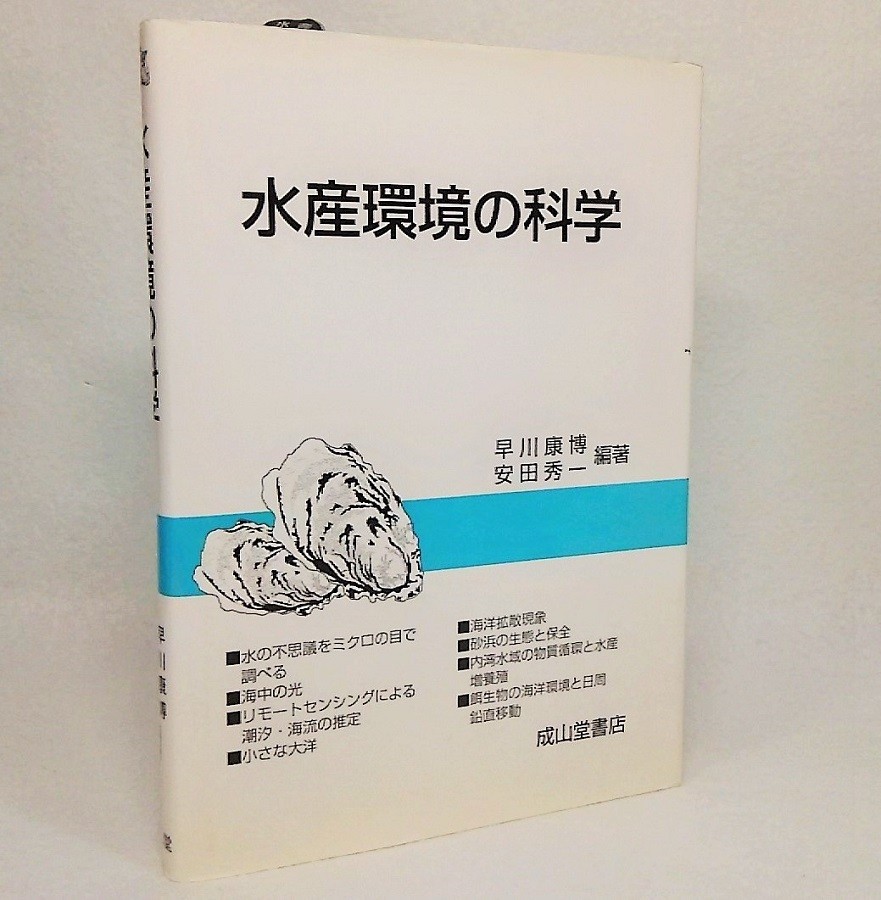 水産環境の科学
早川康博
安田秀一
編著
■水の不思議をミクロの目で
調べる
■海中の光
■リモートセンシングによる
潮汐・海流の推定
■小さな大洋
■海洋拡散現象
■砂浜の生態と保全
■内湾水域の物質循環と水産
増養殖
■餌生物の海洋環境と日周
鉛直移動
成山堂書店
早川康博